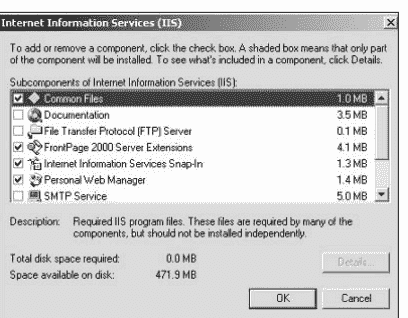 Internet Information Services (IIS)
To add or remove a component, click the check box. A shaded box means that only part
of the component will be installed. To see what's included in a component, click Details.
Subcomponents of Internet Information Services (IIS):
Common Files 1.0 MB
Documentation 3.5 MB
File Transfer Protocol (FTP) Server 0.1 MB
FrontPage 2000 Server Extensions 4.1 MB
Internet Information Services Snap-In 1.3 MB
Personal Web Manager 1.4 MB
SMTP Service 5.0 MB
Description: Required IIS program files. These files are required by many of the
components, but should not be installed independently.
Total disk space required: 0.0 MB
Space available on disk: 471.9 MB
Details...
OK Cancel